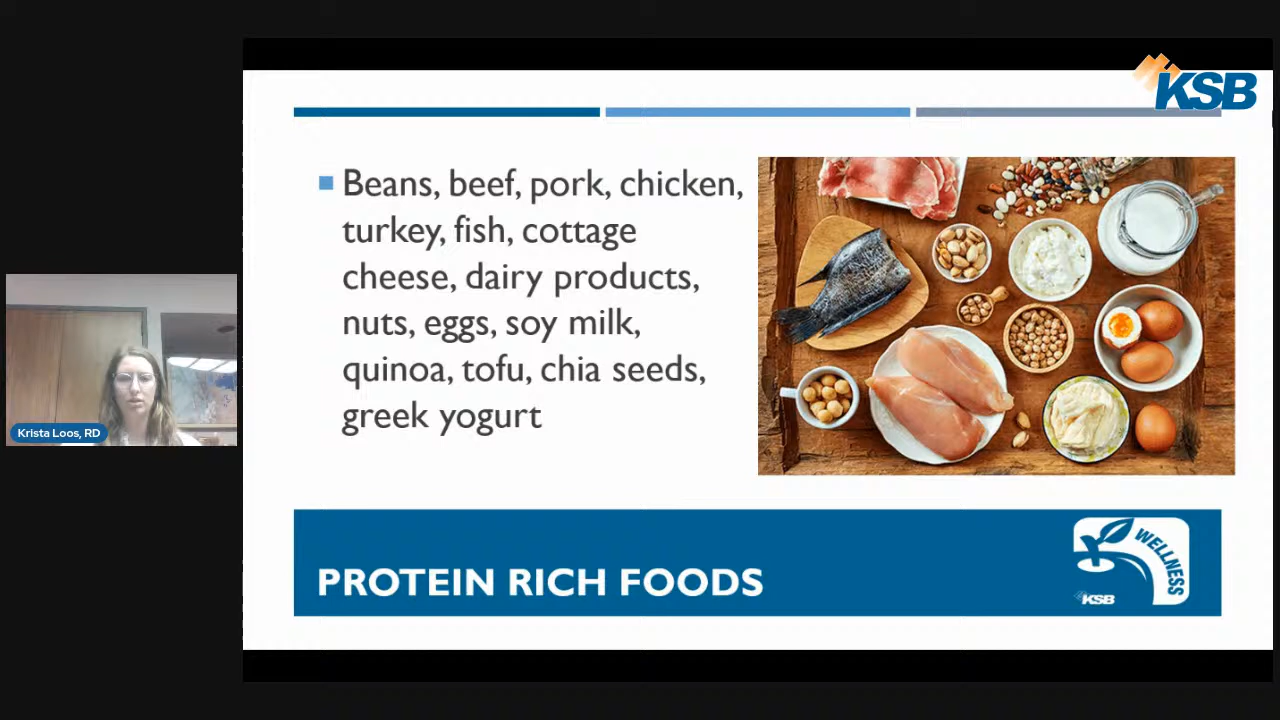 KSB
Beans, beef, pork, chicken,
turkey, fish, cottage
cheese, dairy products,
nuts, eggs, soy milk,
quinoa, tofu, chia seeds,
greek yogurt
Krista Loos, RD
PROTEIN RICH FOODS
WELLNESS
KSB